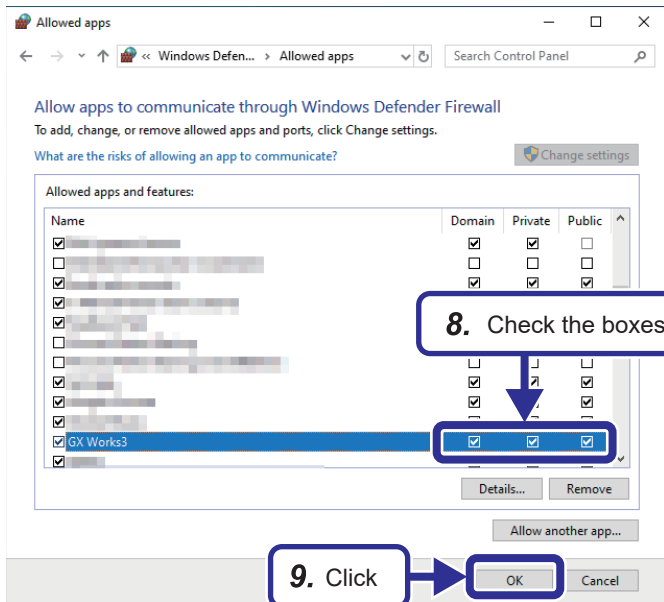 Allowed apps
« Windows Defen... › Allowed apps
Search Control Panel
Allow apps to communicate through Windows Defender Firewall
To add, change, or remove allowed apps and ports, click Change settings.
What are the risks of allowing an app to communicate?
Change settings
Allowed apps and features:
Name Domain Private Public
8. Check the boxes
GX Works3
Details... Remove
Allow another app...
9. Click
OK Cancel